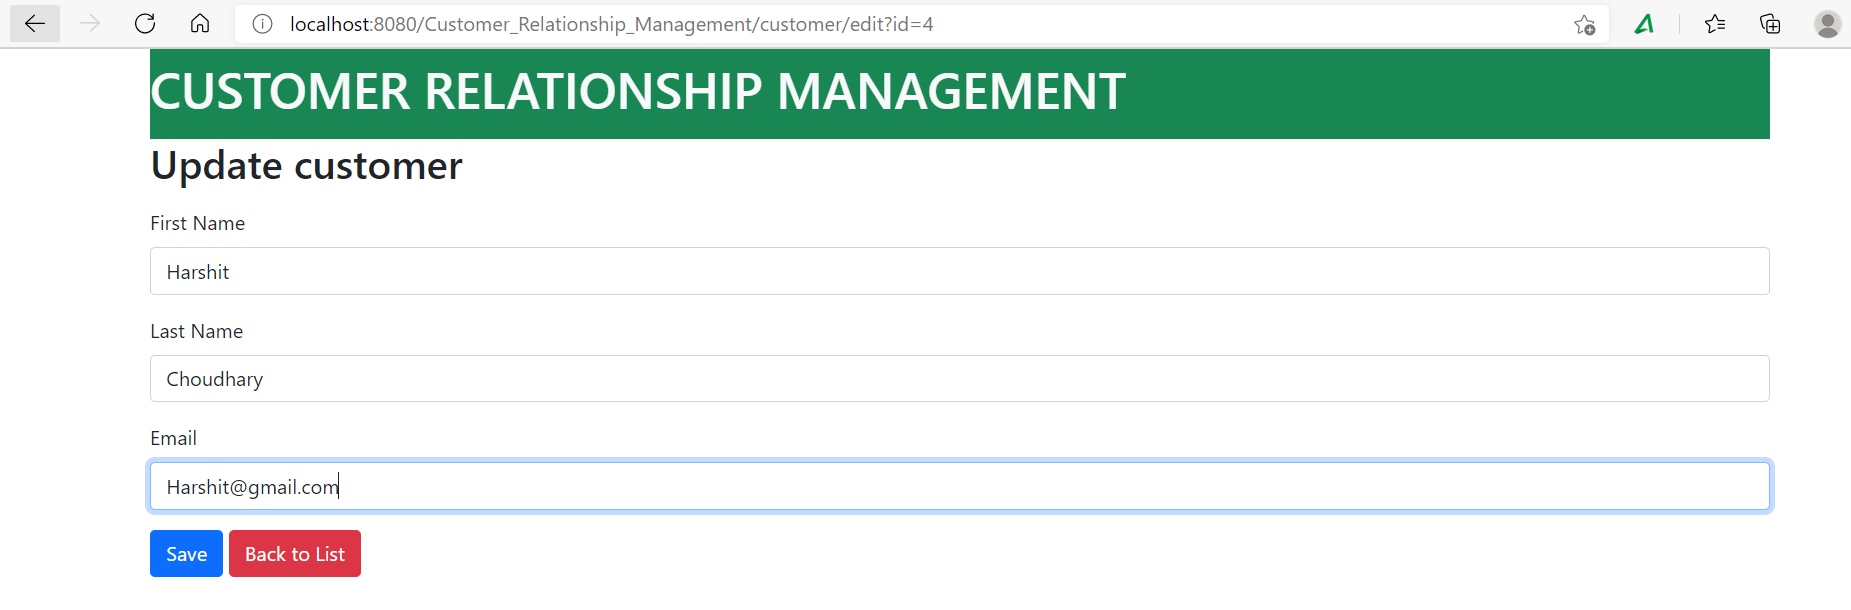 localhost:8080/Customer_Relationship_Management/customer/edit?id=4
CUSTOMER RELATIONSHIP MANAGEMENT
Update customer
First Name
Harshit
Last Name
Choudhary
Email
Harshit@gmail.com
Save Back to List